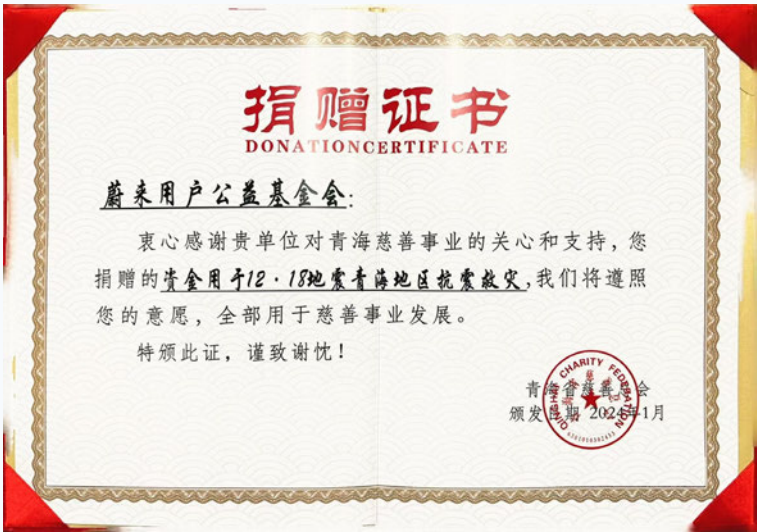 捐赠证书
DONATIONCERTIFICATE
蔚来用户公益基金会:
衷心感谢贵单位对青海慈善事业的关心和支持,您
捐赠的资金用于12·18地震青海地区抗震救灾,我们将遵照
您的意愿,全部用于慈善事业发展。
特颁此证,谨致谢忱!
青海省慈善总会
颁发日期 2024年1月
QINGHAI CHARITY FEDERATION